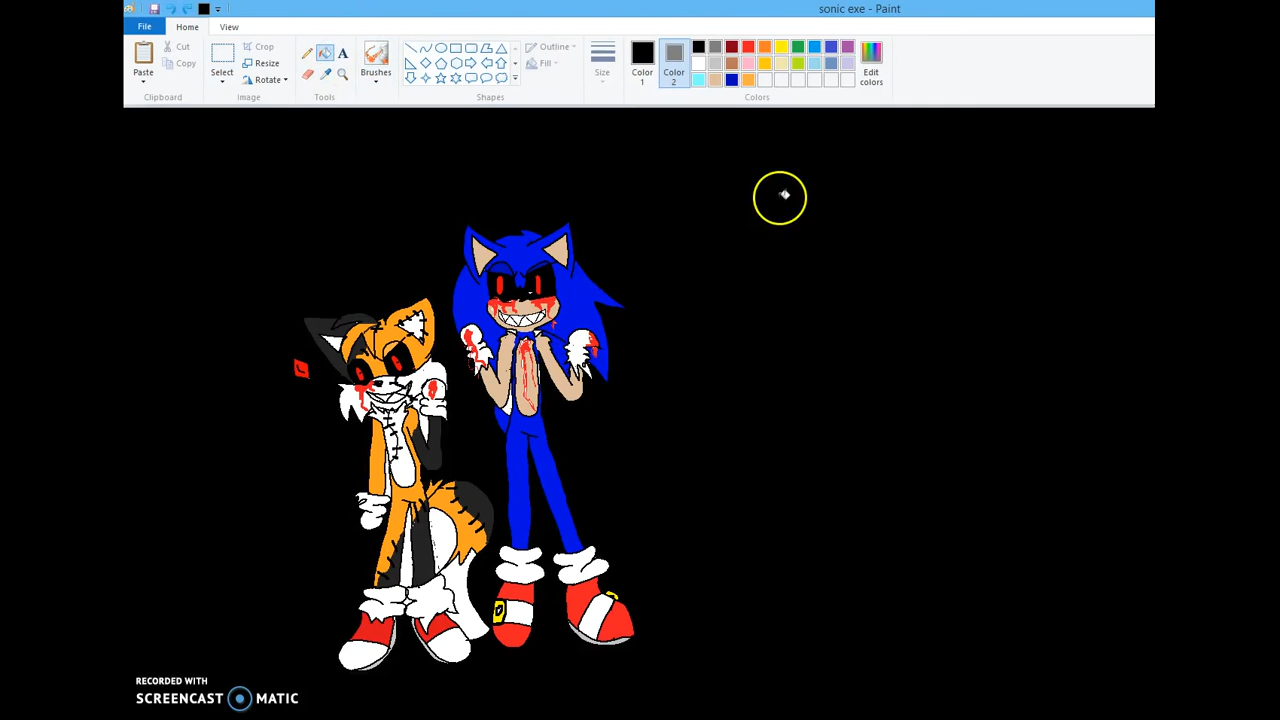 sonic exe - Paint
File Home View
Paste
Cut
Copy
Clipboard
Select
Crop
Resize
Rotate
Image
A
Tools
Brushes
Outline
Fill
Shapes
Size
Color 1
Color 2
Edit colors
Colors
RECORDED WITH
SCREENCAST MATIC